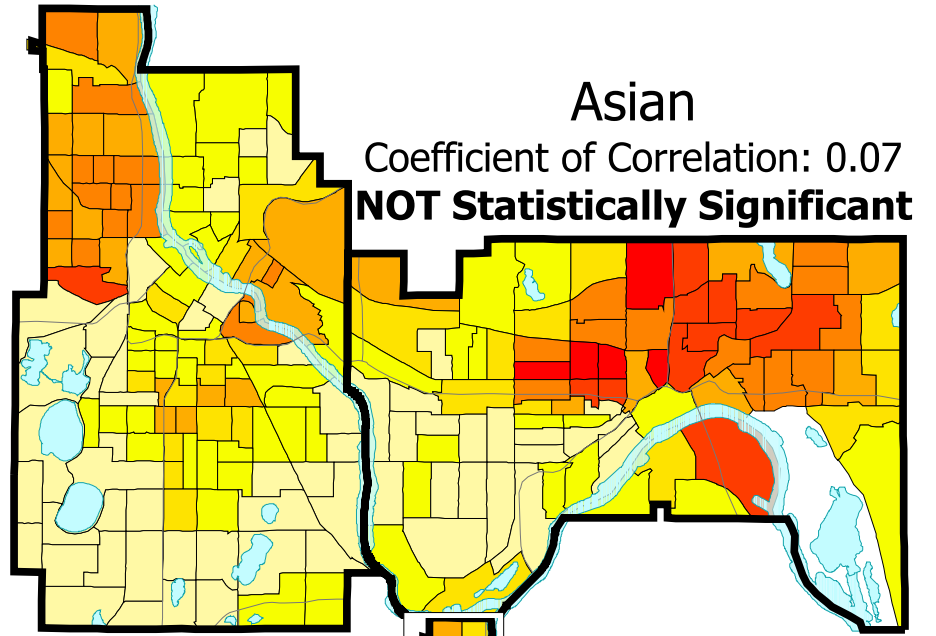 Asian
Coefficient of Correlation: 0.07
NOT Statistically Significant